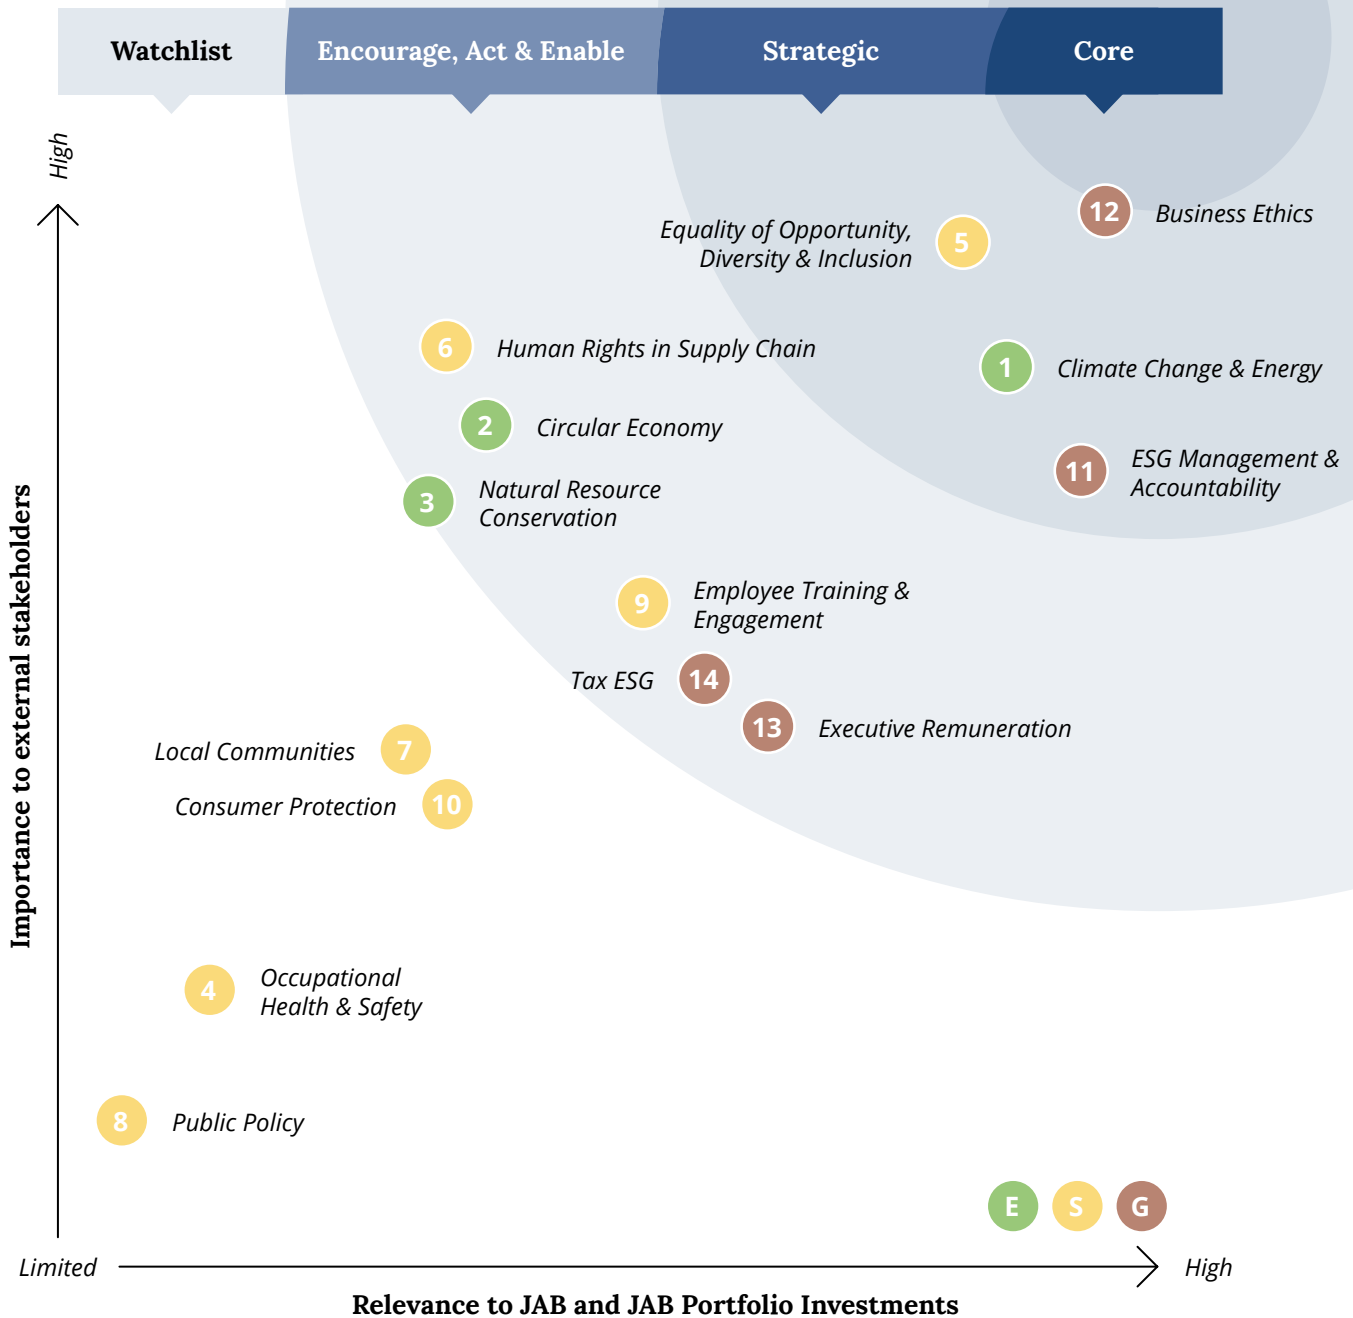 Watchlist
Encourage, Act & Enable
Strategic
Core
High
Importance to external stakeholders
12
Business Ethics
Equality of Opportunity,
Diversity & Inclusion
5
6
Human Rights in Supply Chain
1
Climate Change & Energy
2
Circular Economy
11
ESG Management &
Accountability
3
Natural Resource
Conservation
9
Employee Training &
Engagement
Tax ESG
14
13
Executive Remuneration
Local Communities
7
Consumer Protection
10
4
Occupational
Health & Safety
8
Public Policy
E
S
G
Limited
High
Relevance to JAB and JAB Portfolio Investments